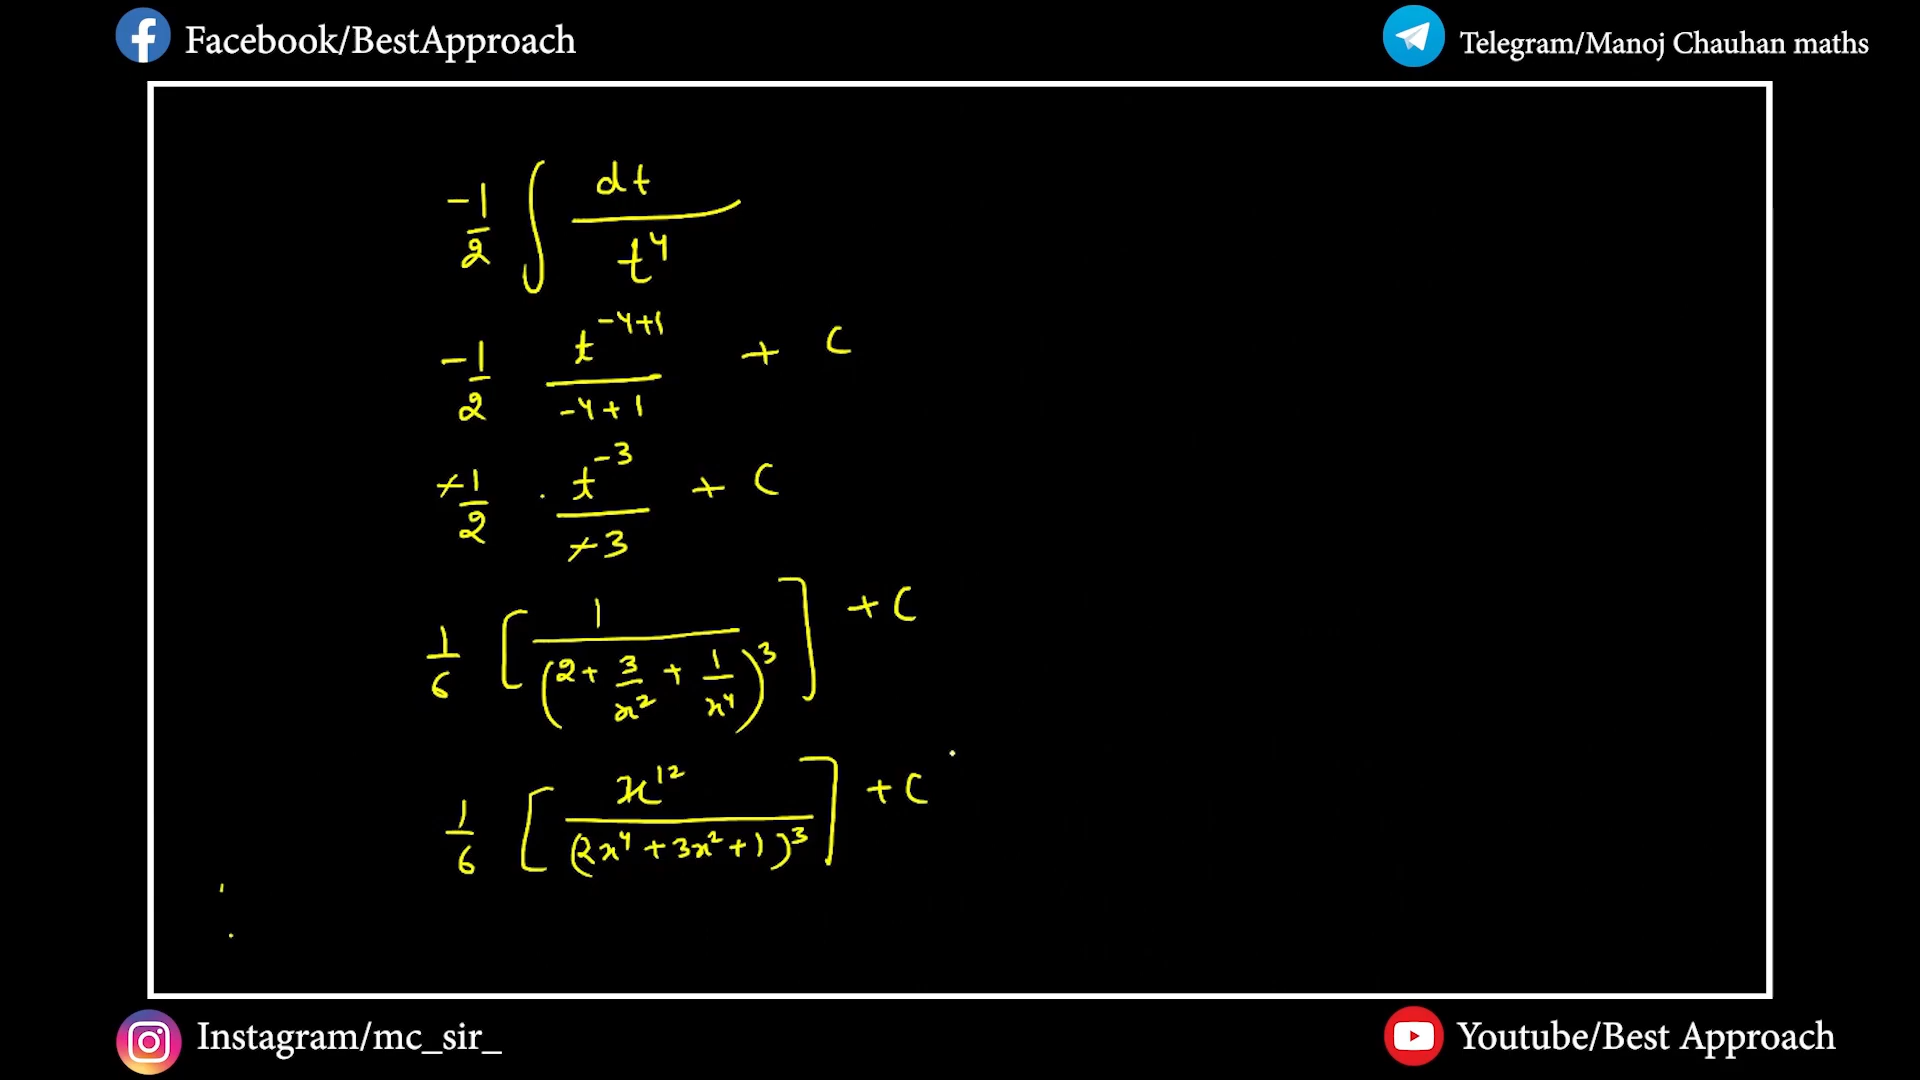 Facebook/BestApproach
Telegram/Manoj Chauhan maths
-1/2 ∫ dt/t⁴
-1/2 t^(-4+1)/(-4+1) + C
-1/2 · t^(-3)/(-3) + C
1/6 [1/(2 + 3/x² + 1/x⁴)³] + C
1/6 [x¹²/(2x⁴+3x²+1)³] + C
Instagram/mc_sir_
Youtube/Best Approach